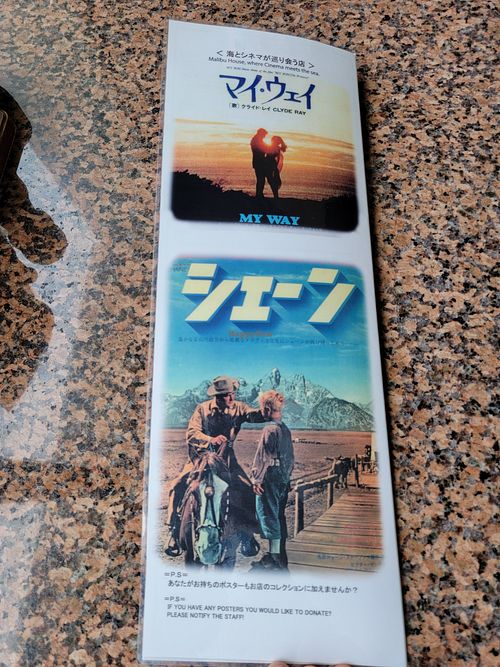 < 海とシネマが巡り会う店 >
Malibu House, where Cinema meets the sea.
マイ・ウェイ
(歌) クライド・レイ CLYDE RAY
MY WAY
シェーン
=P.S=
あなたがお持ちのポスターもお店のコレクションに加えませんか?
=P.S=
IF YOU HAVE ANY POSTERS YOU WOULD LIKE TO DONATE?
PLEASE NOTIFY THE STAFF!